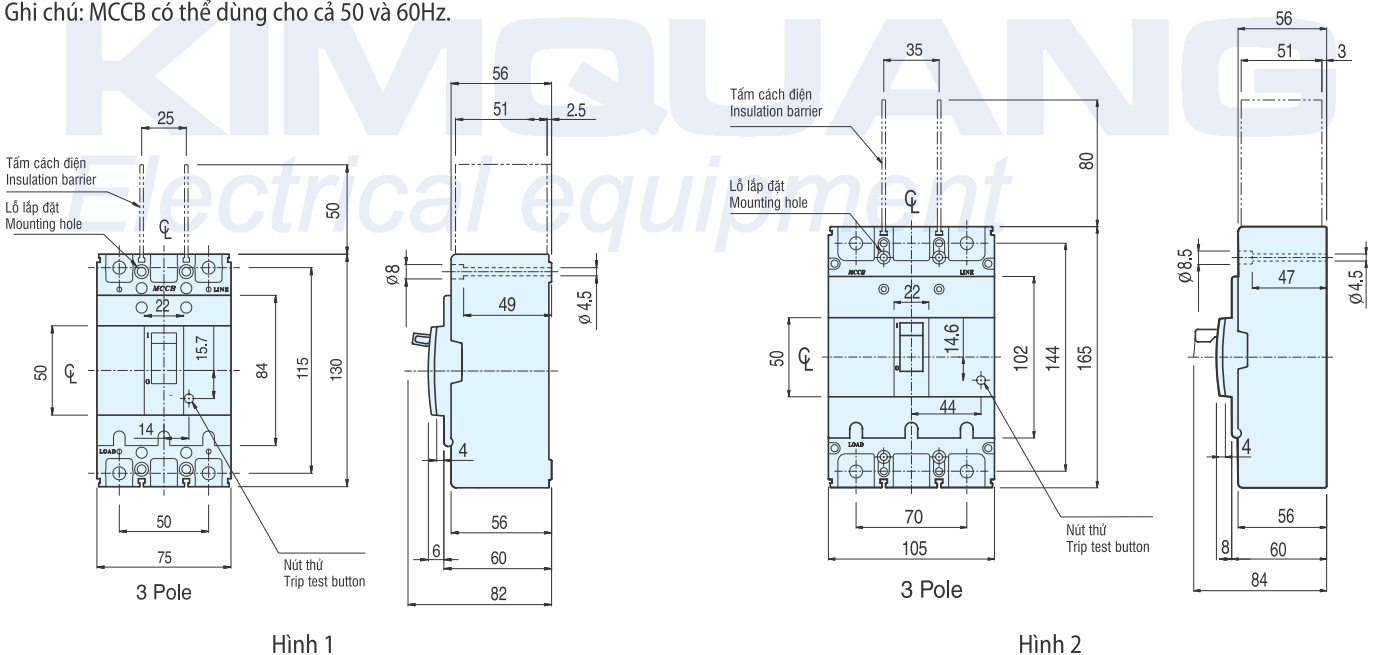 Ghi chú: MCCB có thể dùng cho cả 50 và 60Hz.
KIMQUANG
Electrical equipment
25
Tấm cách điện
Insulation barrier
Lỗ lắp đặt
Mounting hole
50
MCCB
LINE
22
15.7
50
84
115
130
14
LOAD
50
75
Nút thử
Trip test button
3 Pole
56
51
2.5
Ø8
49
Ø 4.5
4
56
6
60
82
Hình 1
35
Tấm cách điện
Insulation barrier
80
Lỗ lắp đặt
Mounting hole
MCCB
LINE
22
14.6
50
102
144
165
44
LOAD
70
105
Nút thử
Trip test button
3 Pole
56
51
3
Ø8.5
47
Ø4.5
4
56
8
60
84
Hình 2